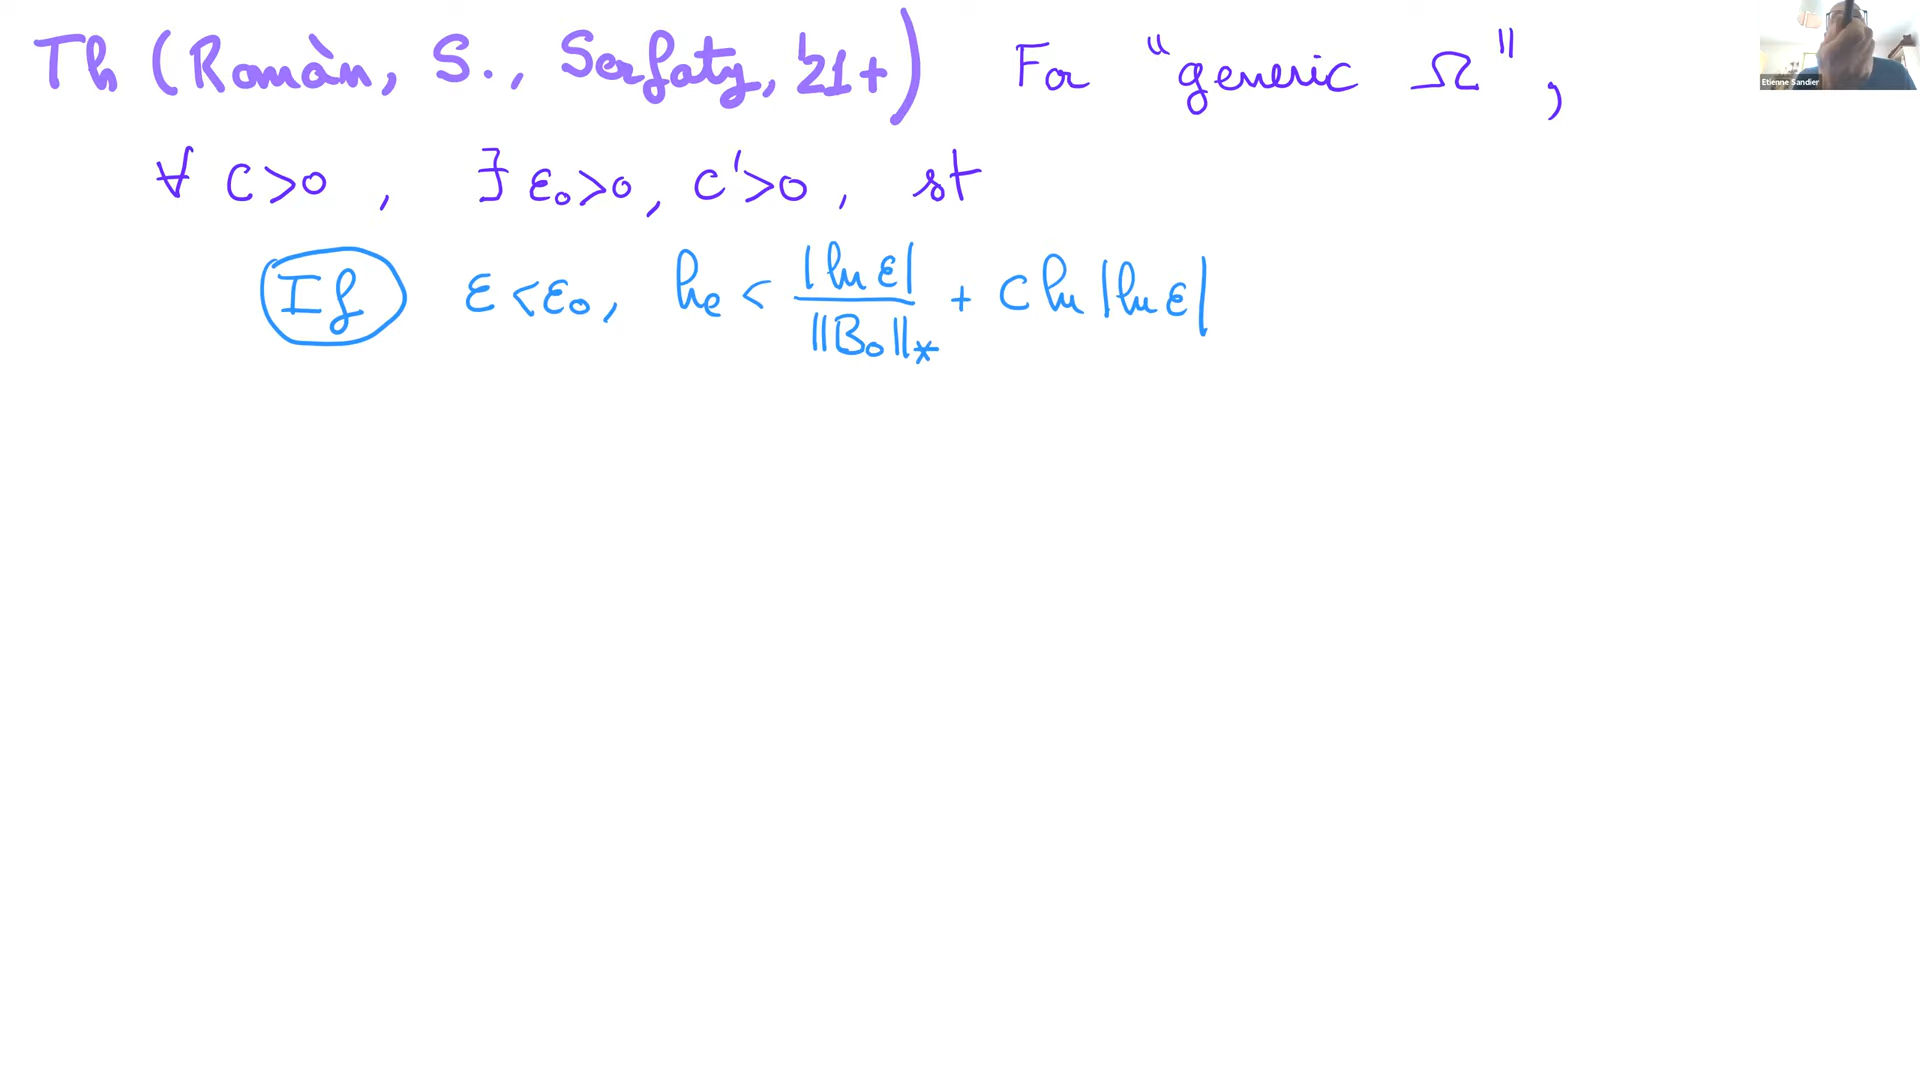 Th (Romàn, S., Serfaty, '21+) For "generic Ω",
∀ C>0, ∃ ε₀>0, C'>0, st
If ε<ε₀, hₑ < |ln ε| / ‖B₀‖_* + C ln |ln ε|
Etienne Sandier